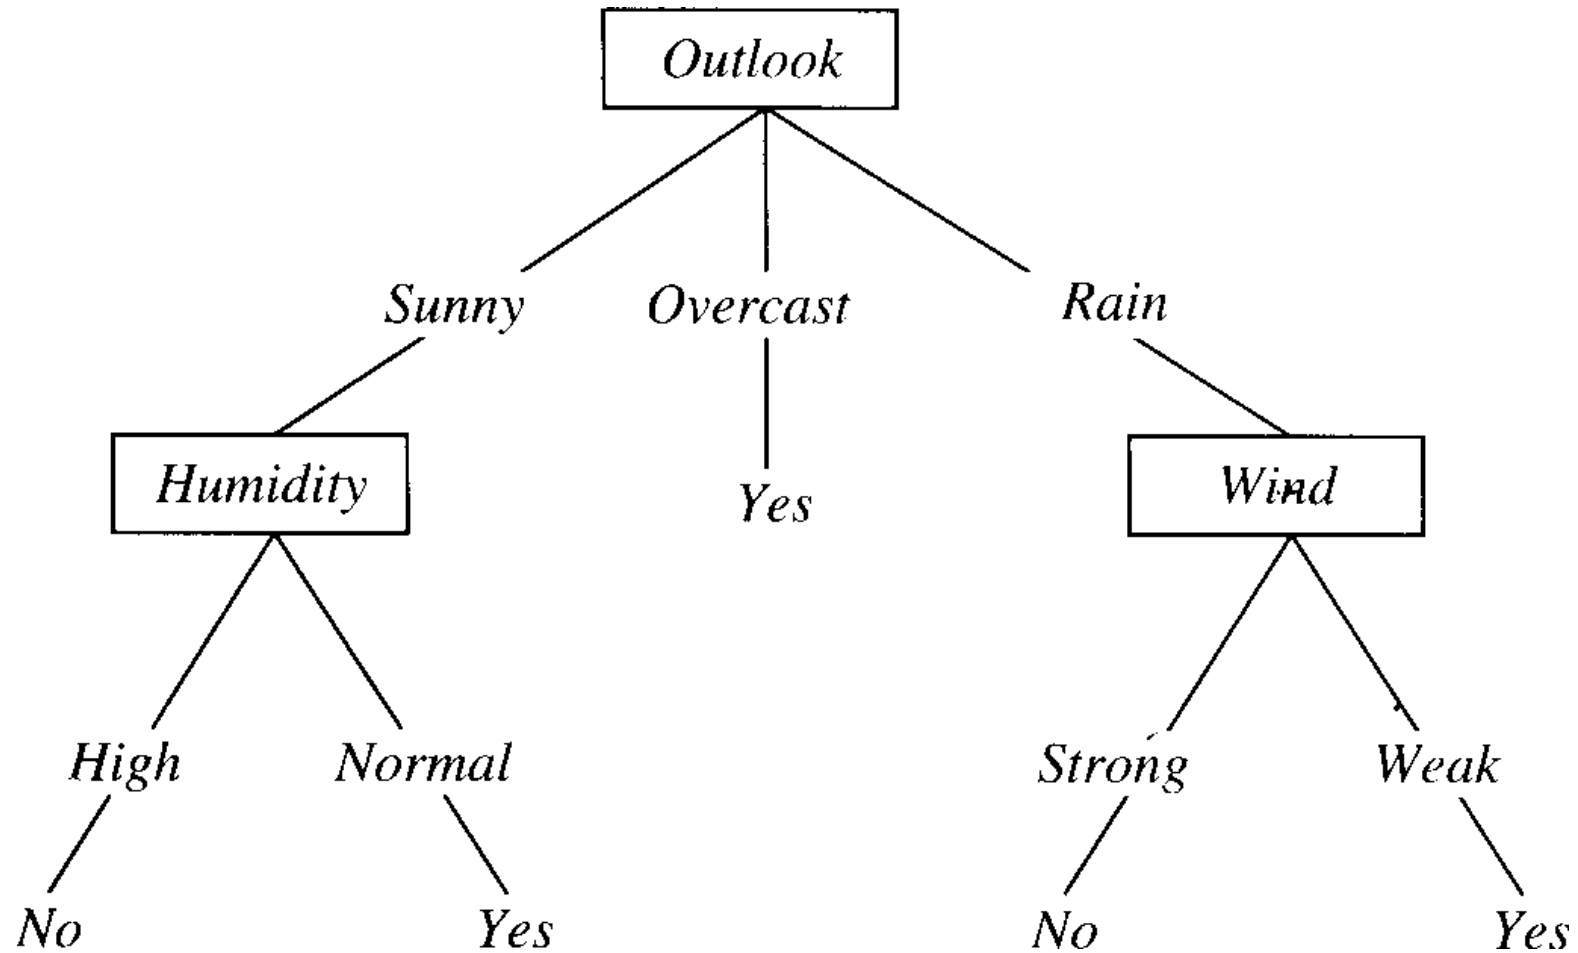 Outlook
Sunny Overcast Rain
Humidity Yes Wind
High Normal Strong Weak
No Yes No Yes